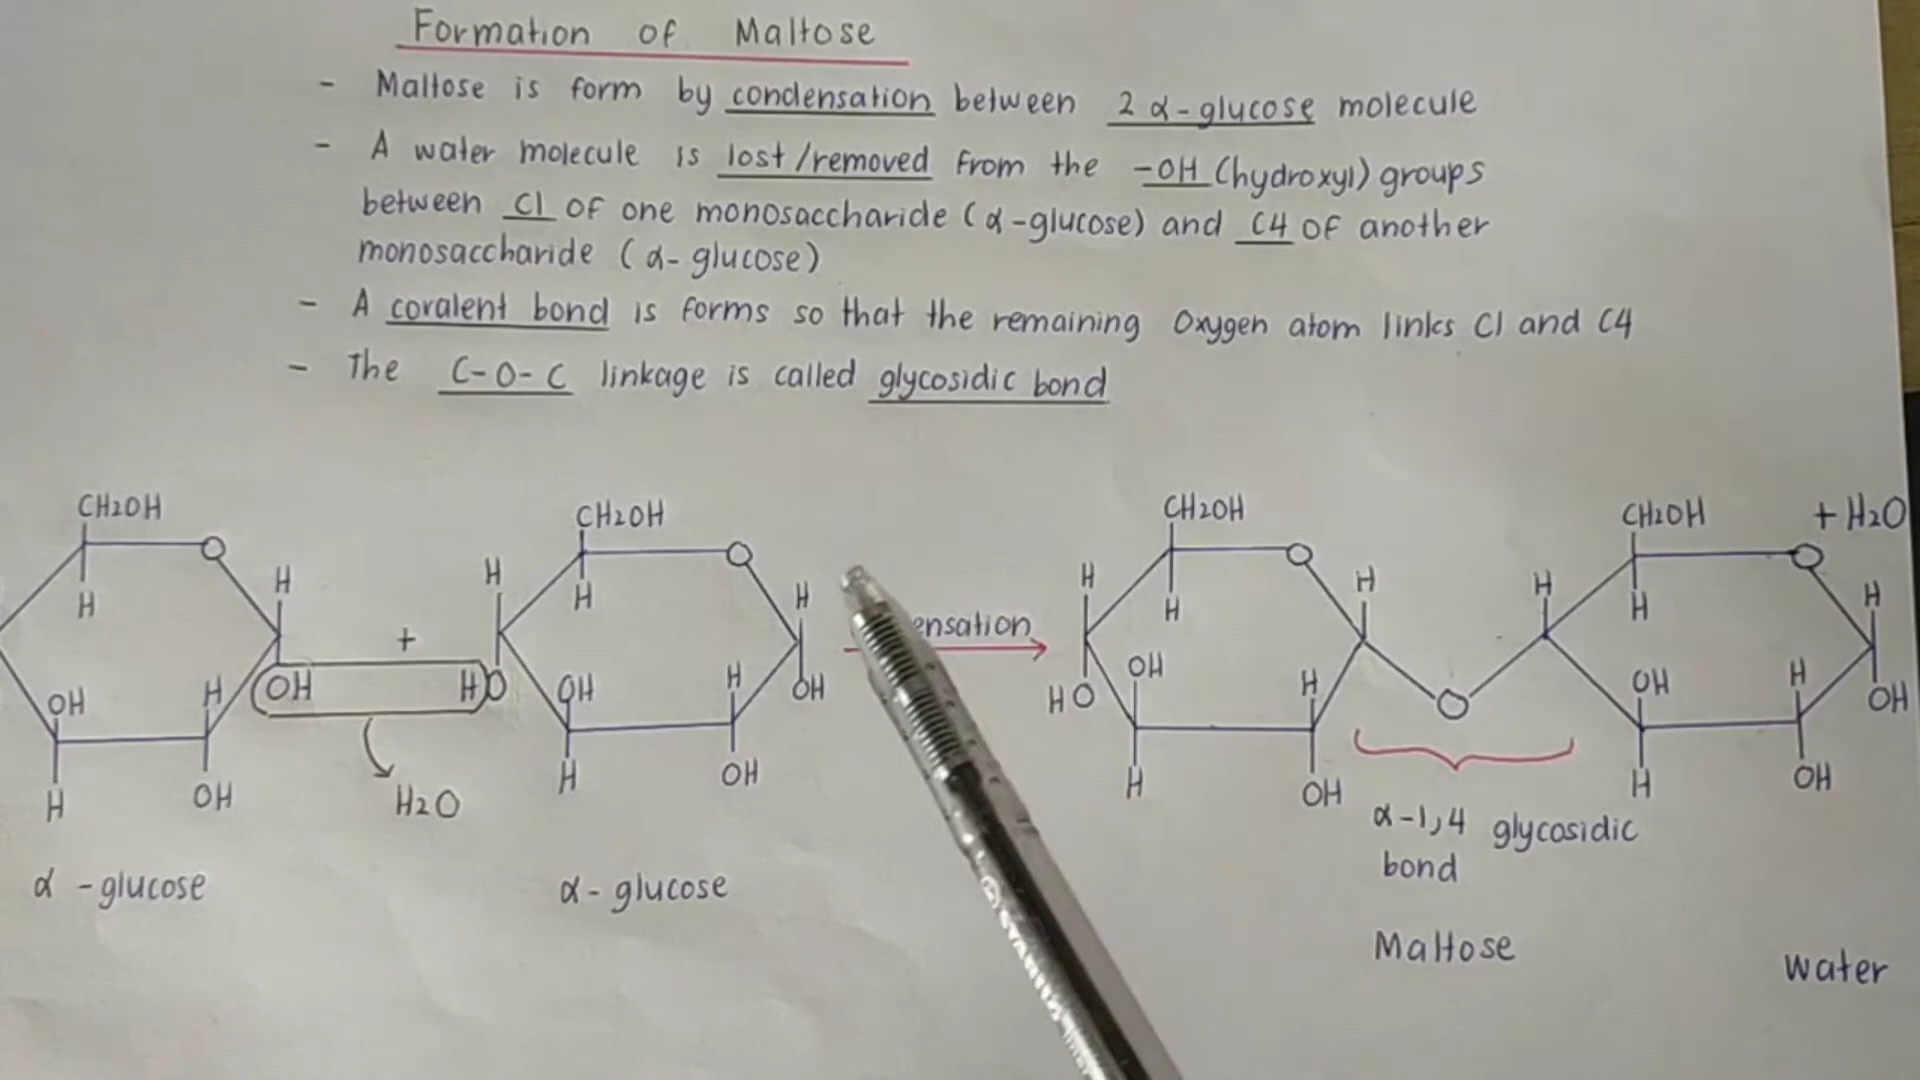 Formation of Maltose
- Maltose is form by condensation between 2 α-glucose molecule
- A water molecule is lost/removed from the -OH (hydroxyl) groups
between C1 of one monosaccharide (α-glucose) and C4 of another
monosaccharide (α-glucose)
- A coralent bond is forms so that the remaining Oxygen atom links C1 and C4
- The C-O-C linkage is called glycosidic bond
CH2OH CH2OH CH2OH CH2OH + H2O
O O O O
H H H H H H
H H H H H H
+ ensation
OH H OH HO OH H OH HO OH H O OH H OH
H OH H2O H OH H OH H OH
α-1,4 glycosidic
bond
α-glucose α-glucose
Maltose
water